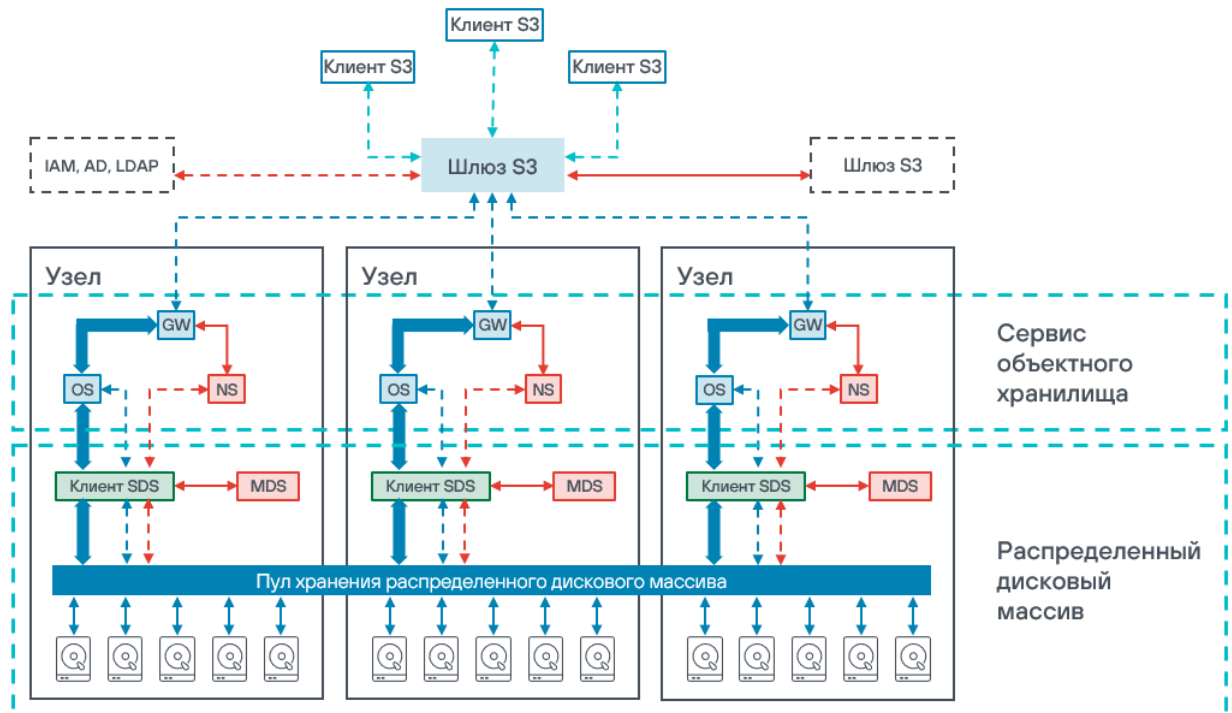 Клиент S3
Клиент S3
Клиент S3
IAM, AD, LDAP
Шлюз S3
Шлюз S3
Узел
Узел
Узел
GW
GW
GW
Сервис
объектного
хранилища
OS
NS
OS
NS
OS
NS
Клиент SDS
MDS
Клиент SDS
MDS
Клиент SDS
MDS
Распределенный
дисковый
массив
Пул хранения распределенного дискового массива